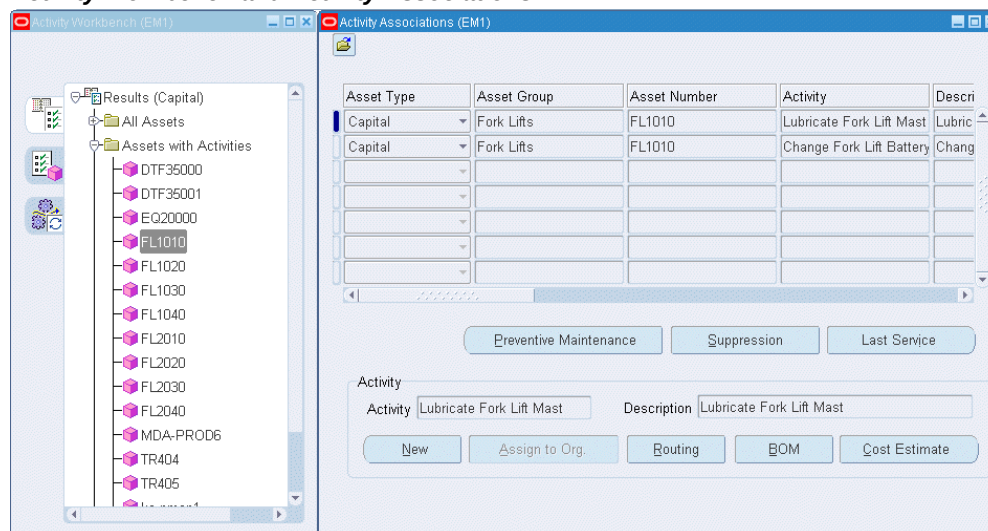 Activity Workbench (EM1)
Results (Capital)
All Assets
Assets with Activities
DTF35000
DTF35001
EQ20000
FL1010
FL1020
FL1030
FL1040
FL2010
FL2020
FL2030
FL2040
MDA-PROD6
TR404
TR405
Activity Associations (EM1)
Asset Type Asset Group Asset Number Activity Descri
Capital Fork Lifts FL1010 Lubricate Fork Lift Mast Lubric
Capital Fork Lifts FL1010 Change Fork Lift Battery Chang
Preventive Maintenance Suppression Last Service
Activity
Activity Lubricate Fork Lift Mast Description Lubricate Fork Lift Mast
New Assign to Org. Routing BOM Cost Estimate